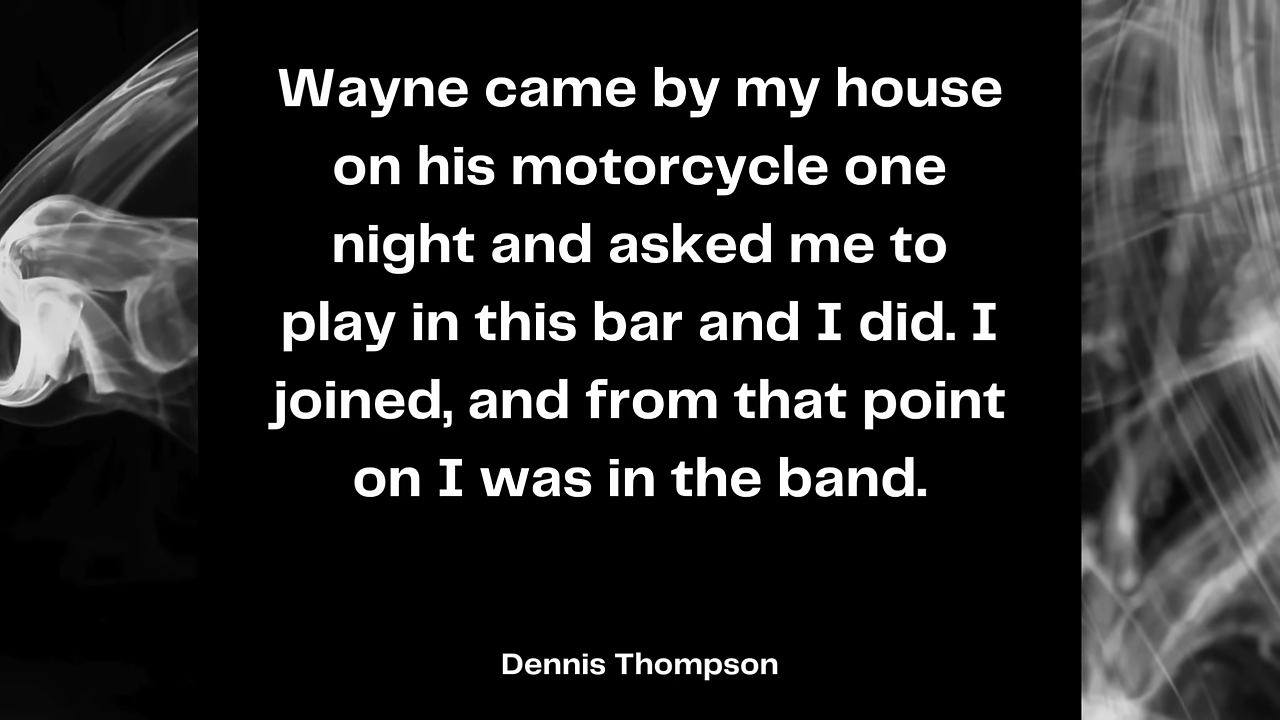 Wayne came by my house
on his motorcycle one
night and asked me to
play in this bar and I did. I
joined, and from that point
on I was in the band.
Dennis Thompson